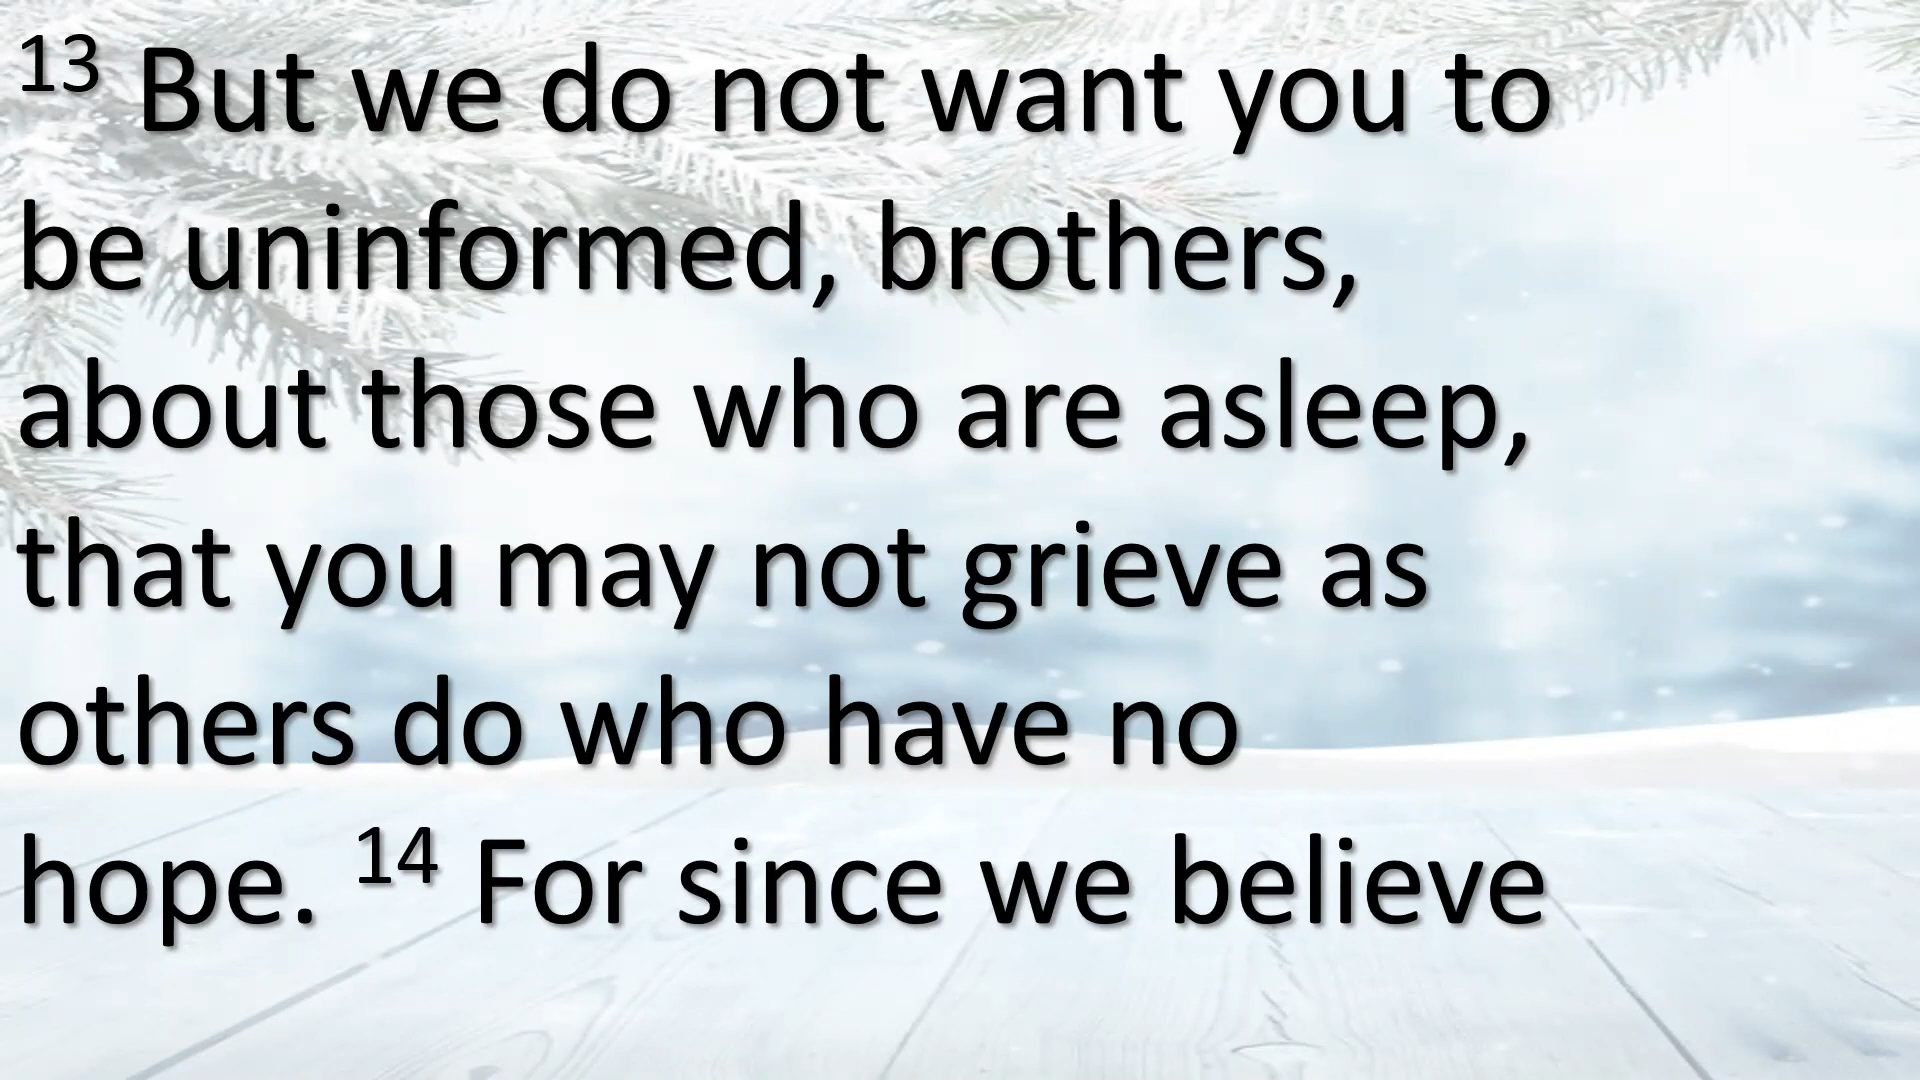 13 But we do not want you to
be uninformed, brothers,
about those who are asleep,
that you may not grieve as
others do who have no
hope. 14 For since we believe